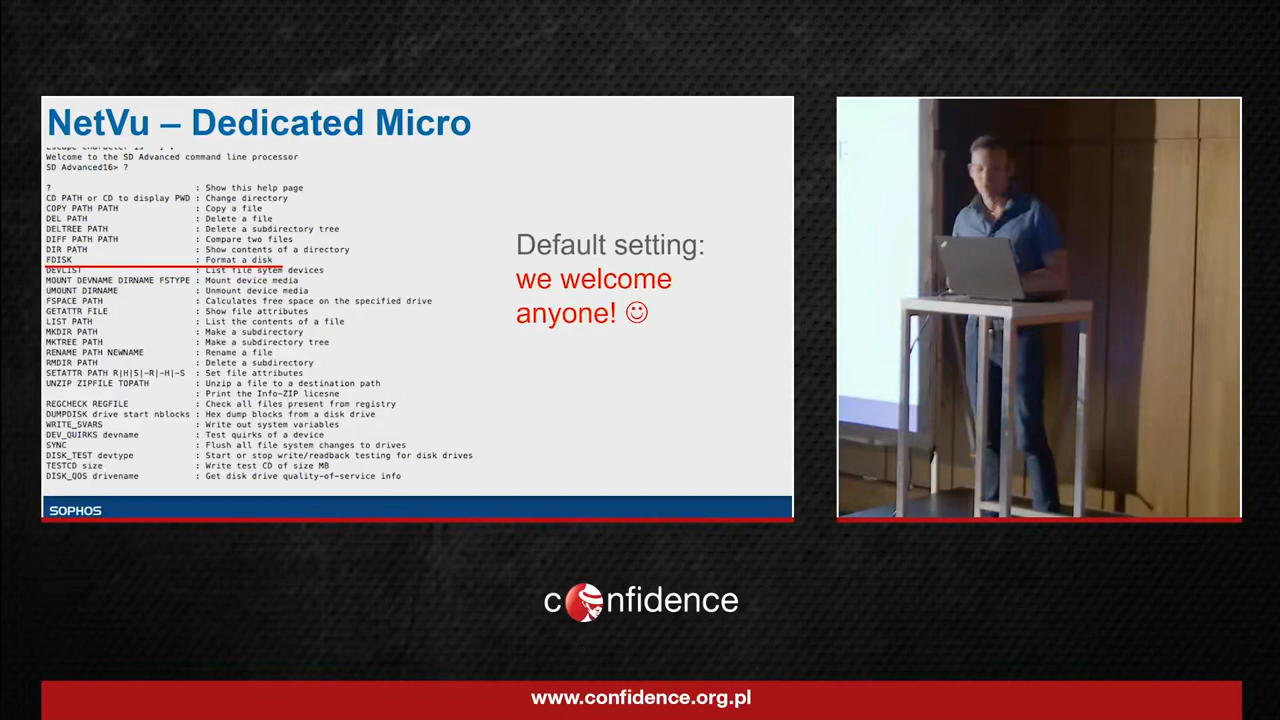 NetVu – Dedicated Micro
Escape character is '^]'.
Welcome to the SD Advanced command line processor
SD Advanced16> ?
? : Show this help page
CD PATH or CD to display PWD : Change directory
COPY PATH PATH : Copy a file
DEL PATH : Delete a file
DELTREE PATH : Delete a subdirectory tree
DIFF PATH PATH : Compare two files
DIR PATH : Show contents of a directory
FDISK : Format a disk
DEVLIST : List file sytem devices
MOUNT DEVNAME DIRNAME FSTYPE : Mount device media
UMOUNT DIRNAME : Unmount device media
FSPACE PATH : Calculates free space on the specified drive
GETATTR FILE : Show file attributes
LIST PATH : List the contents of a file
MKDIR PATH : Make a subdirectory
MKTREE PATH : Make a subdirectory tree
RENAME PATH NEWNAME : Rename a file
RMDIR PATH : Delete a subdirectory
SETATTR PATH R|H|S|-R|-H|-S : Set file attributes
UNZIP ZIPFILE TOPATH : Unzip a file to a destination path
: Print the Info-ZIP licesne
REGCHECK REGFILE : Check all files present from registry
DUMPDISK drive start nblocks : Hex dump blocks from a disk drive
WRITE_SVARS : Write out system variables
DEV_QUIRKS devname : Test quirks of a device
SYNC : Flush all file system changes to drives
DISK_TEST devtype : Start or stop write/readback testing for disk drives
TESTCD size : Write test CD of size MB
DISK_QOS drivename : Get disk drive quality-of-service info
Default setting:
we welcome
anyone! ☺
SOPHOS
confidence
www.confidence.org.pl